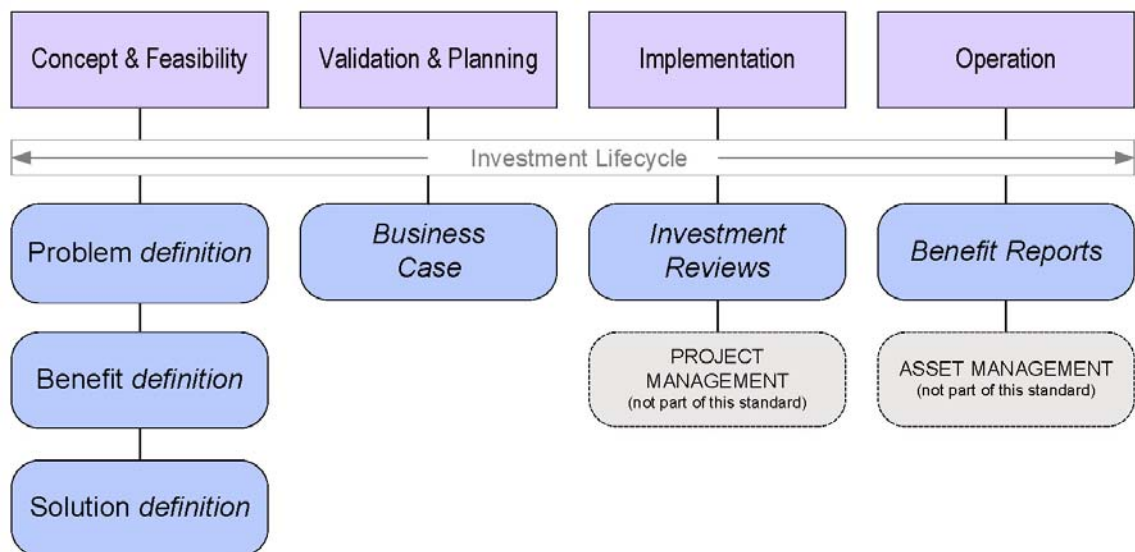 Concept & Feasibility
Validation & Planning
Implementation
Operation
Investment Lifecycle
Problem definition
Business
Case
Investment
Reviews
Benefit Reports
Benefit definition
PROJECT
MANAGEMENT
(not part of this standard)
ASSET MANAGEMENT
(not part of this standard)
Solution definition